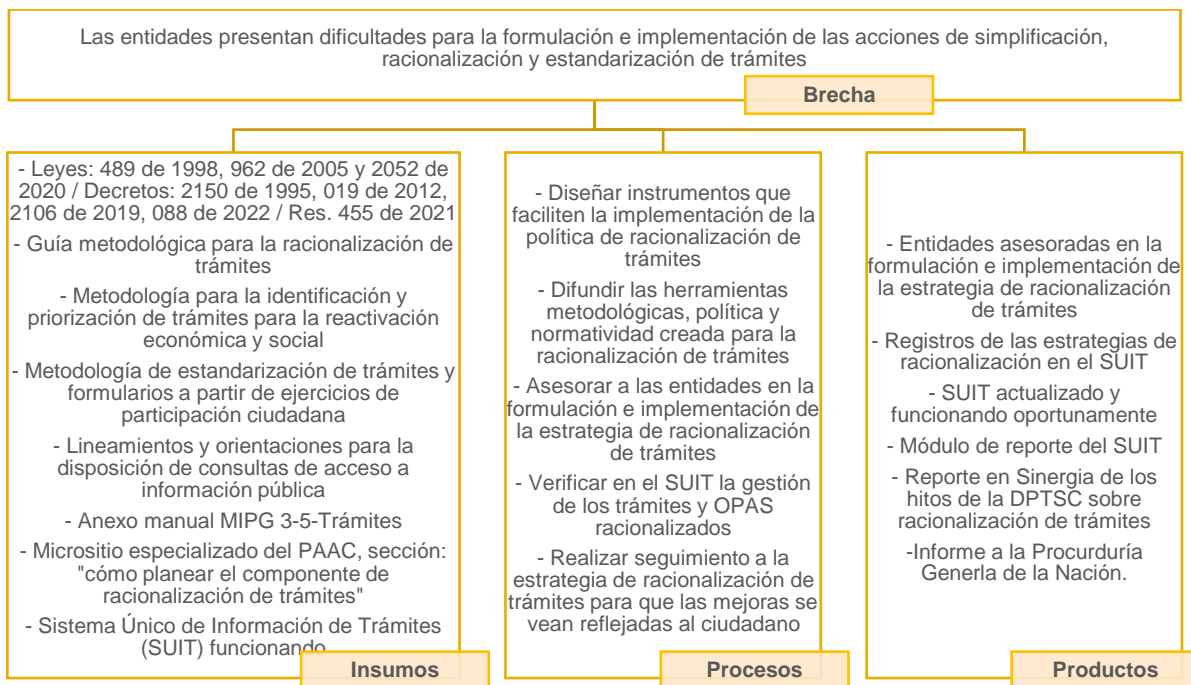 Las entidades presentan dificultades para la formulación e implementación de las acciones de simplificación,
racionalización y estandarización de trámites
Brecha
- Leyes: 489 de 1998, 962 de 2005 y 2052 de
2020 / Decretos: 2150 de 1995, 019 de 2012,
2106 de 2019, 088 de 2022 / Res. 455 de 2021
- Guía metodológica para la racionalización de
trámites
- Metodología para la identificación y
priorización de trámites para la reactivación
económica y social
- Metodología de estandarización de trámites y
formularios a partir de ejercicios de
participación ciudadana
- Lineamientos y orientaciones para la
disposición de consultas de acceso a
información pública
- Anexo manual MIPG 3-5-Trámites
- Micrositio especializado del PAAC, sección:
"cómo planear el componente de
racionalización de trámites"
- Sistema Único de Información de Trámites
(SUIT) funcionando
Insumos
- Diseñar instrumentos que
faciliten la implementación de la
política de racionalización de
trámites
- Difundir las herramientas
metodológicas, política y
normatividad creada para la
racionalización de trámites
- Asesorar a las entidades en la
formulación e implementación de
la estrategia de racionalización
de trámites
- Verificar en el SUIT la gestión
de los trámites y OPAS
racionalizados
- Realizar seguimiento a la
estrategia de racionalización de
trámites para que las mejoras se
vean reflejadas al ciudadano
Procesos
- Entidades asesoradas en la
formulación e implementación de
la estrategia de racionalización
de trámites
- Registros de las estrategias de
racionalización en el SUIT
- SUIT actualizado y
funcionando oportunamente
- Módulo de reporte del SUIT
- Reporte en Sinergia de los
hitos de la DPTSC sobre
racionalización de trámites
-Informe a la Procurduría
Generla de la Nación.
Productos